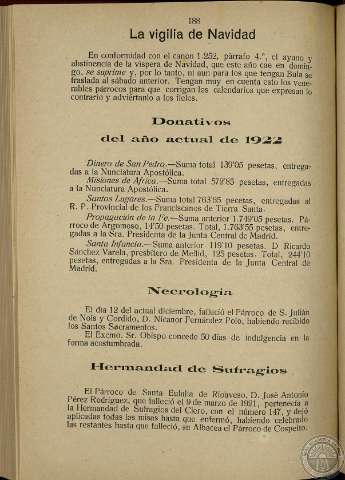 188
La vigilia de Navidad
En conformidad con el canon 1.252, párrafo 4.º, el ayuno y
abstinencia de la víspera de Navidad, que este año cae en domin-
go, se suprime y, por lo tanto, ni aun para los que tengan Bula se
traslada al sábado anterior. Tengan muy en cuenta esto los vene-
rables párrocos para que corrijan los calendarios que expresan lo
contrario y adviértanlo a los fieles.
Donativos
del año actual de 1922
Dinero de San Pedro.—Suma total 139'05 pesetas, entrega-
das a la Nunciatura Apostólica.
Misiones de Africa.—Suma total 579'85 pesetas, entregadas
a la Nunciatura Apostólica.
Santos Lugares.—Suma total 763'95 pesetas, entregadas al
R. P. Provincial de los Franciscanos de Tierra Santa.
Propagación de la Fe.—Suma anterior 1.749'05 pesetas. Pá-
rroco de Argomoso, 14'50 pesetas. Total, 1.763'55 pesetas, entre-
gadas a la Sra. Presidenta de la Junta Central de Madrid.
Santa Infancia.—Suma anterior 119'10 pesetas. D Ricardo
Sánchez Varela, presbítero de Mellid, 125 pesetas. Total, 244'10
pesetas, entregadas a la Sra. Presidenta de la Junta Central de
Madrid.
Necrología
El día 12 del actual diciembre, falleció el Párroco de S. Julián
de Nois y Cordido, D. Nicanor Fernández Polo, habiendo recibido
los Santos Sacramentos.
El Excmo. Sr. Obispo concede 50 días de indulgencia en la
forma acostumbrada.
Hermandad de Sufragios
El Párroco de Santa Eulalia de Rioaveso, D. José Antonio
Pérez Rodríguez, que falleció el 9 de marzo de 1921, pertenecía a
la Hermandad de Sufragios del Clero, con el número 147, y dejó
aplicadas todas las misas hasta que enfermó, habiendo celebrado
las restantes hasta que falleció, su Albacea el Párroco de Cospeito.